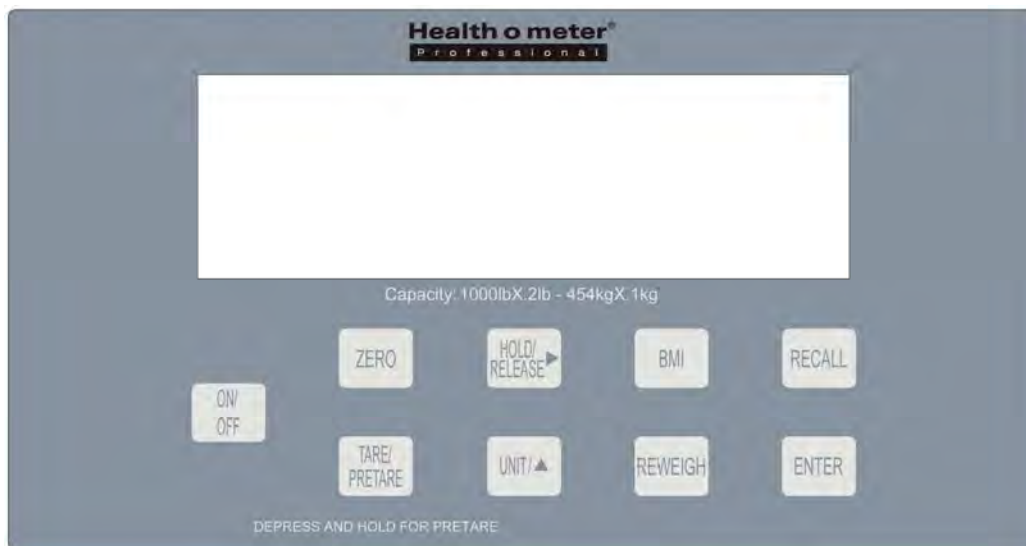 Health o meter®
Professional
Capacity: 1000lbX.2lb - 454kgX.1kg
ZERO
HOLD/
RELEASE ▶
BMI
RECALL
ON/
OFF
TARE/
PRETARE
UNIT/▲
REWEIGH
ENTER
DEPRESS AND HOLD FOR PRETARE